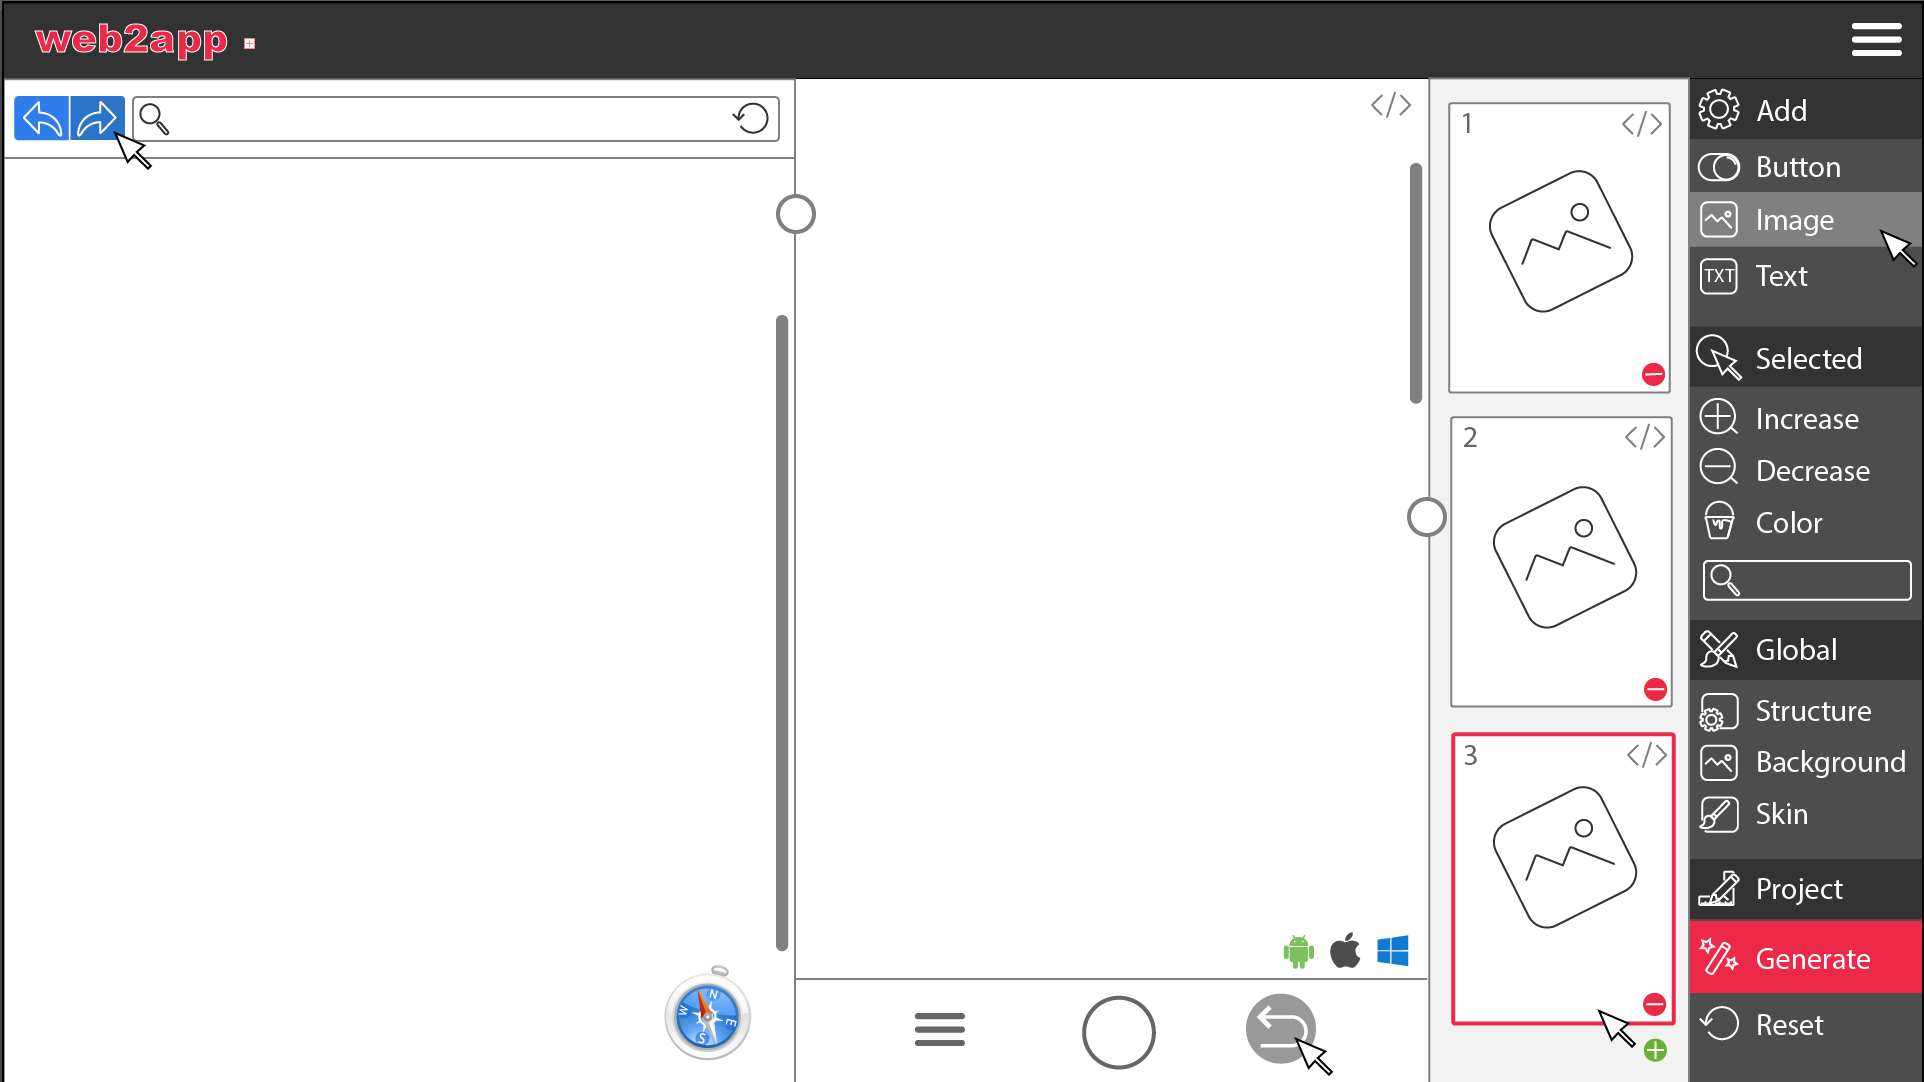 web2app
</>
1 </>
2 </>
3 </>
Add
Button
Image
TXT Text
Selected
Increase
Decrease
Color
Global
Structure
Background
Skin
Project
Generate
Reset
N
W E
S